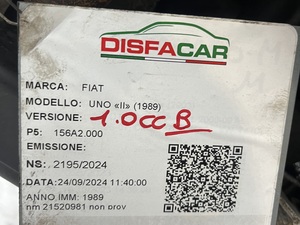 DISFACAR
MARCA: FIAT
MODELLO: UNO «II» (1989)
VERSIONE: 1.0cc B
P5: 156A2.000
EMISSIONE:
NS: 2195/2024
DATA:24/09/2024 11:40:00
ANNO IMM: 1989
nm 21520981 non prov